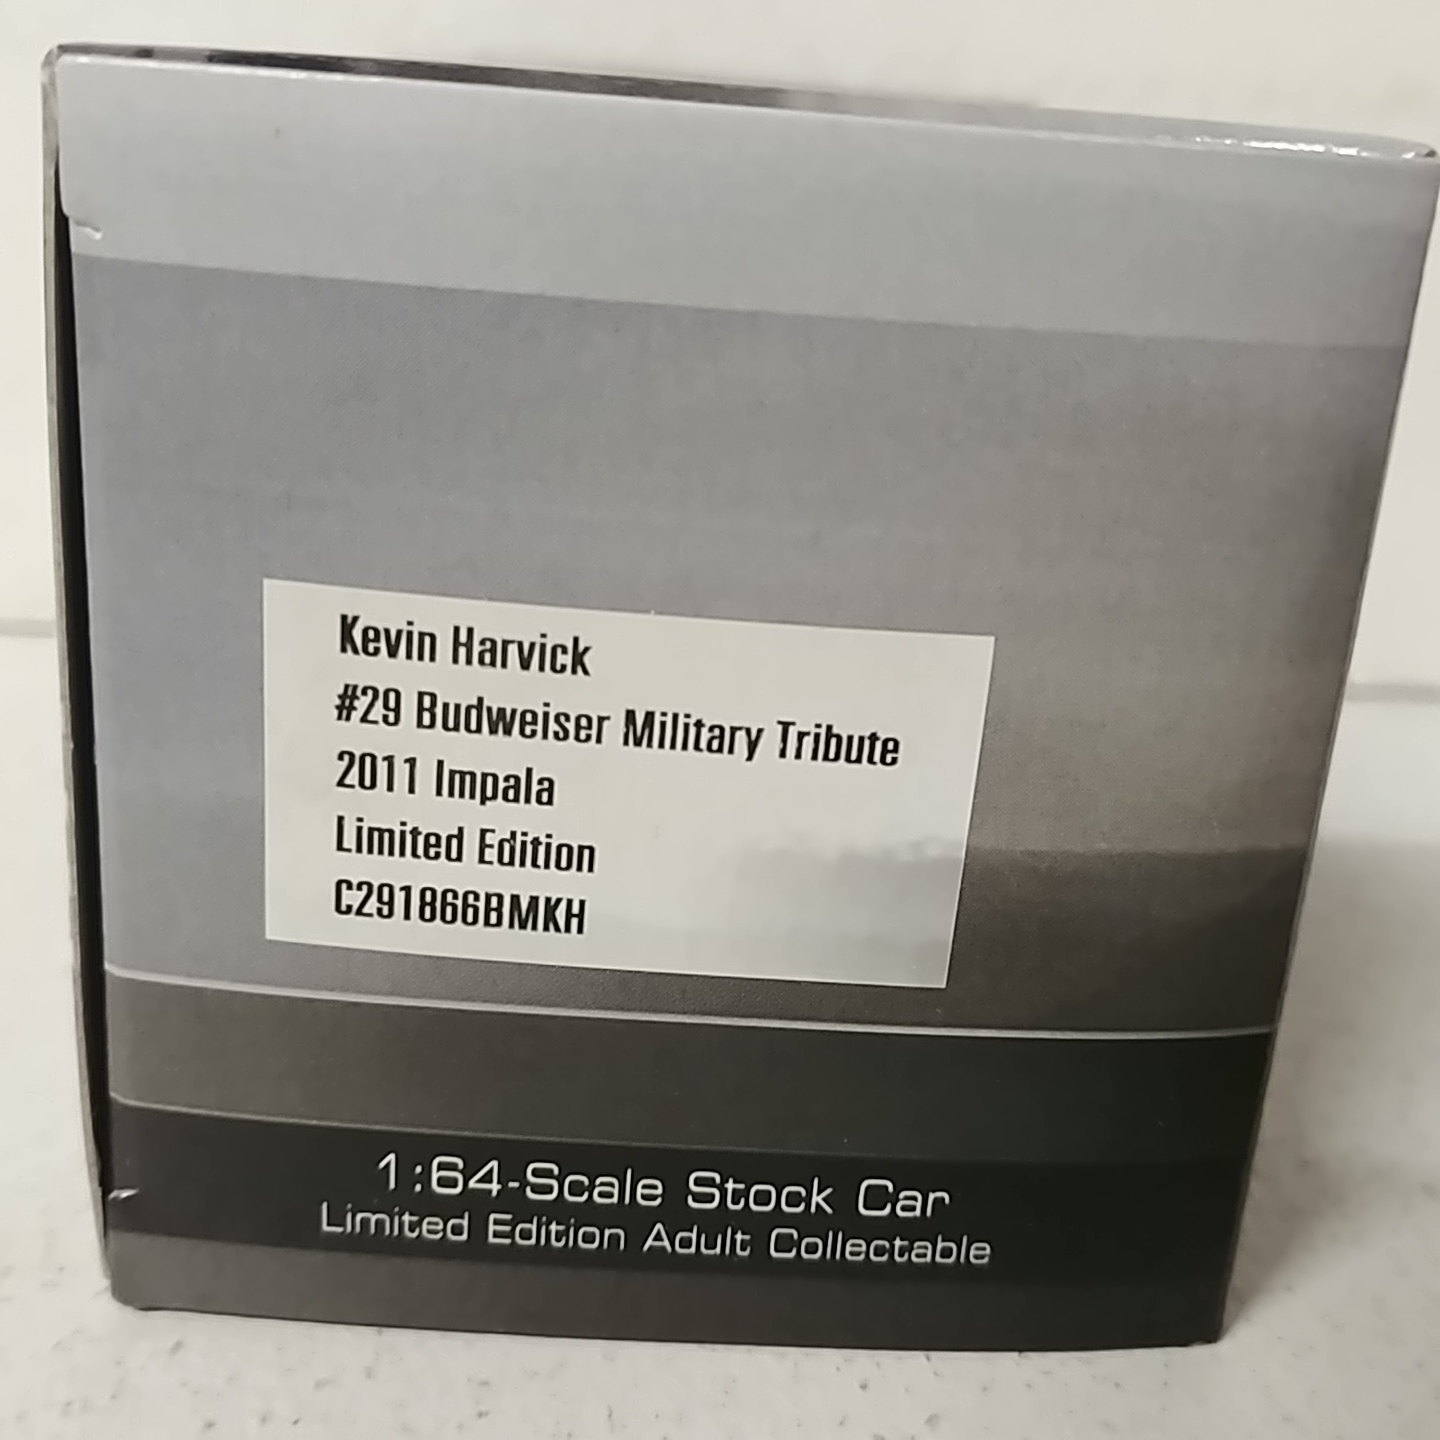 Kevin Harvick
#29 Budweiser Military Tribute
2011 Impala
Limited Edition
C291866BMKH
1:64-Scale Stock Car
Limited Edition Adult Collectable